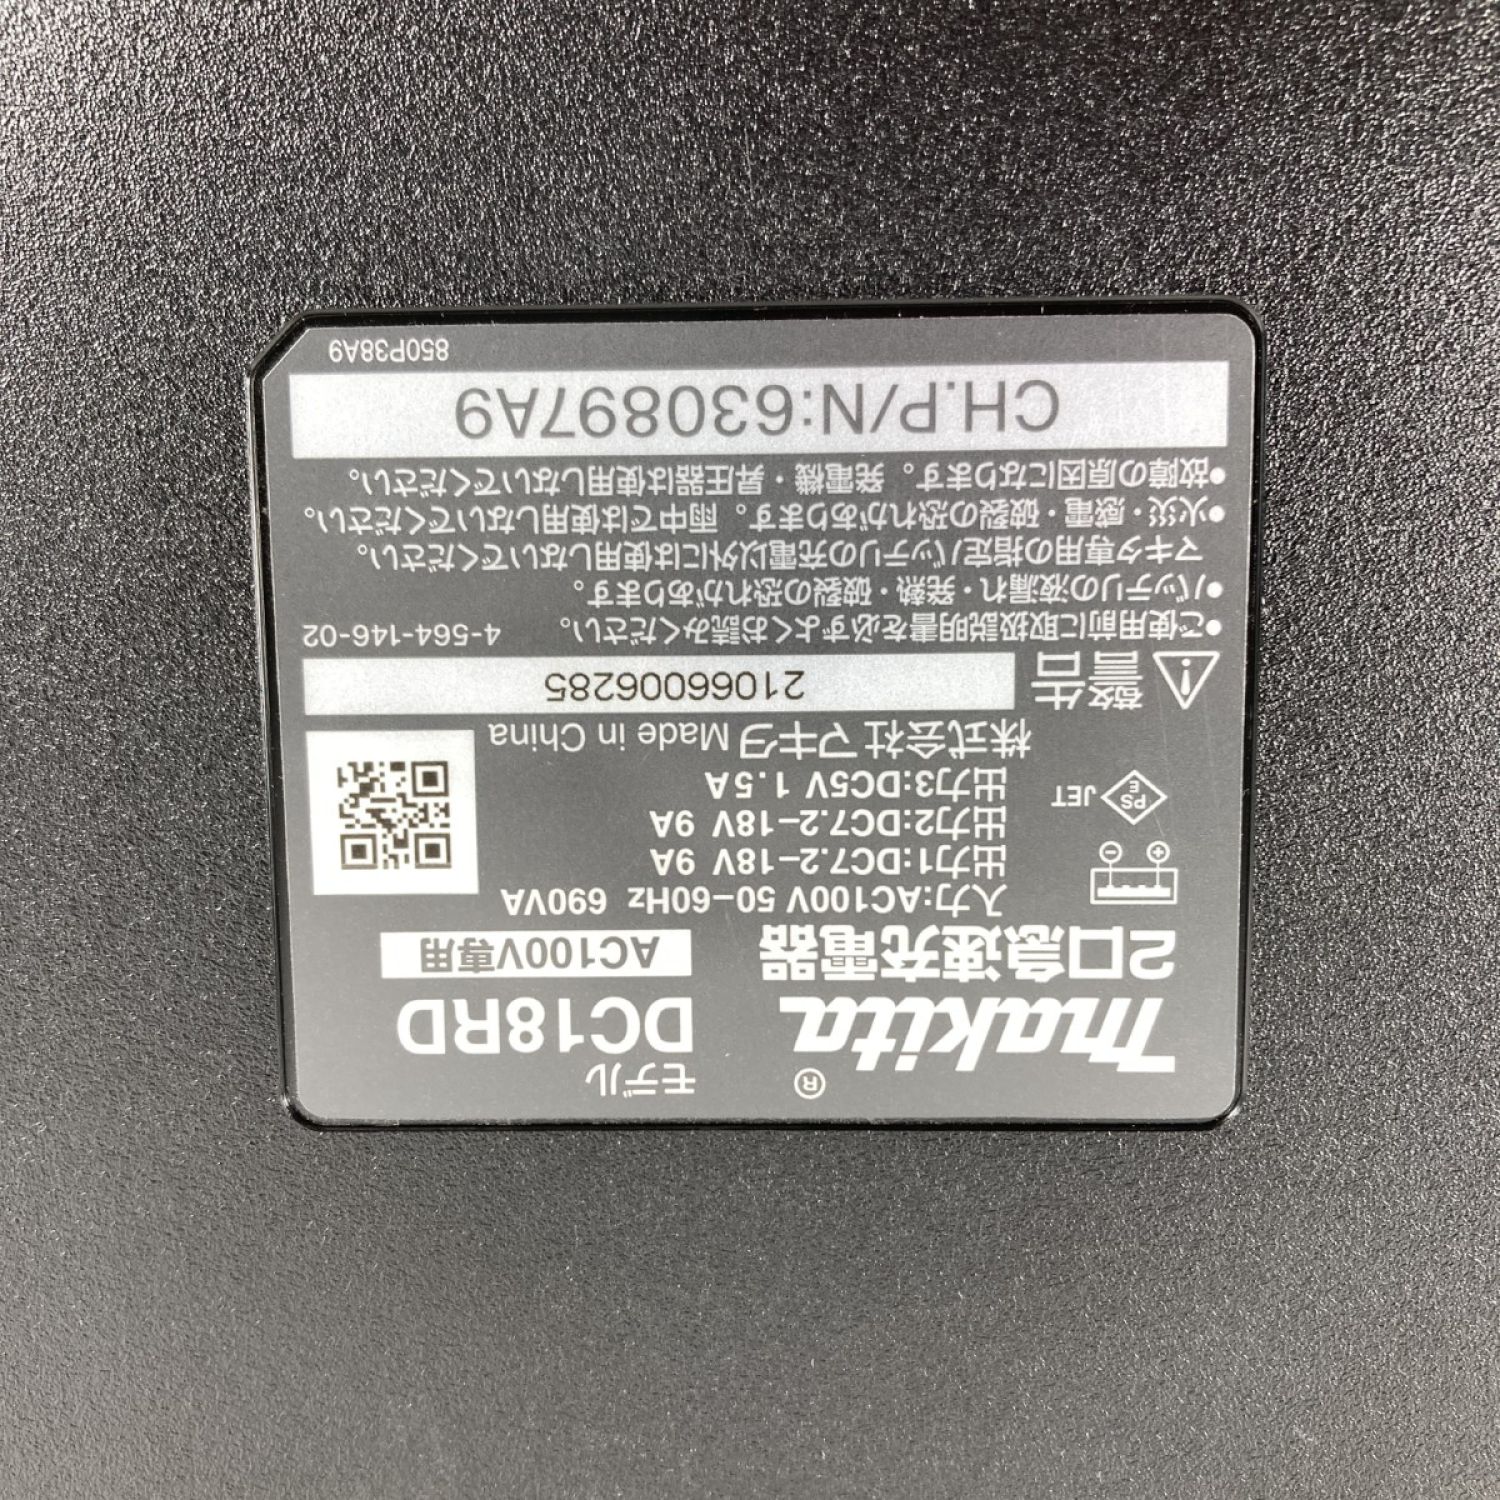 makita® モデル DC18RD
2口急速充電器 AC100V専用
入力:AC100V 50-60Hz 690VA
出力1:DC7.2-18V 9A
出力2:DC7.2-18V 9A
出力3:DC5V 1.5A
PS E JET
株式会社マキタ Made in China
警告 21066006285
●ご使用前に取扱説明書を必ずよくお読みください。 4-564-146-02
●バッテリの液漏れ・発熱・破裂の恐れがあります。
マキタ専用の指定バッテリの充電以外には使用しないでください。
●火災・感電・破裂の恐れがあります。雨中では使用しないでください。
●故障の原因になります。発電機・昇圧器は使用しないでください。
CH.P/N:630897A9
850P38A9